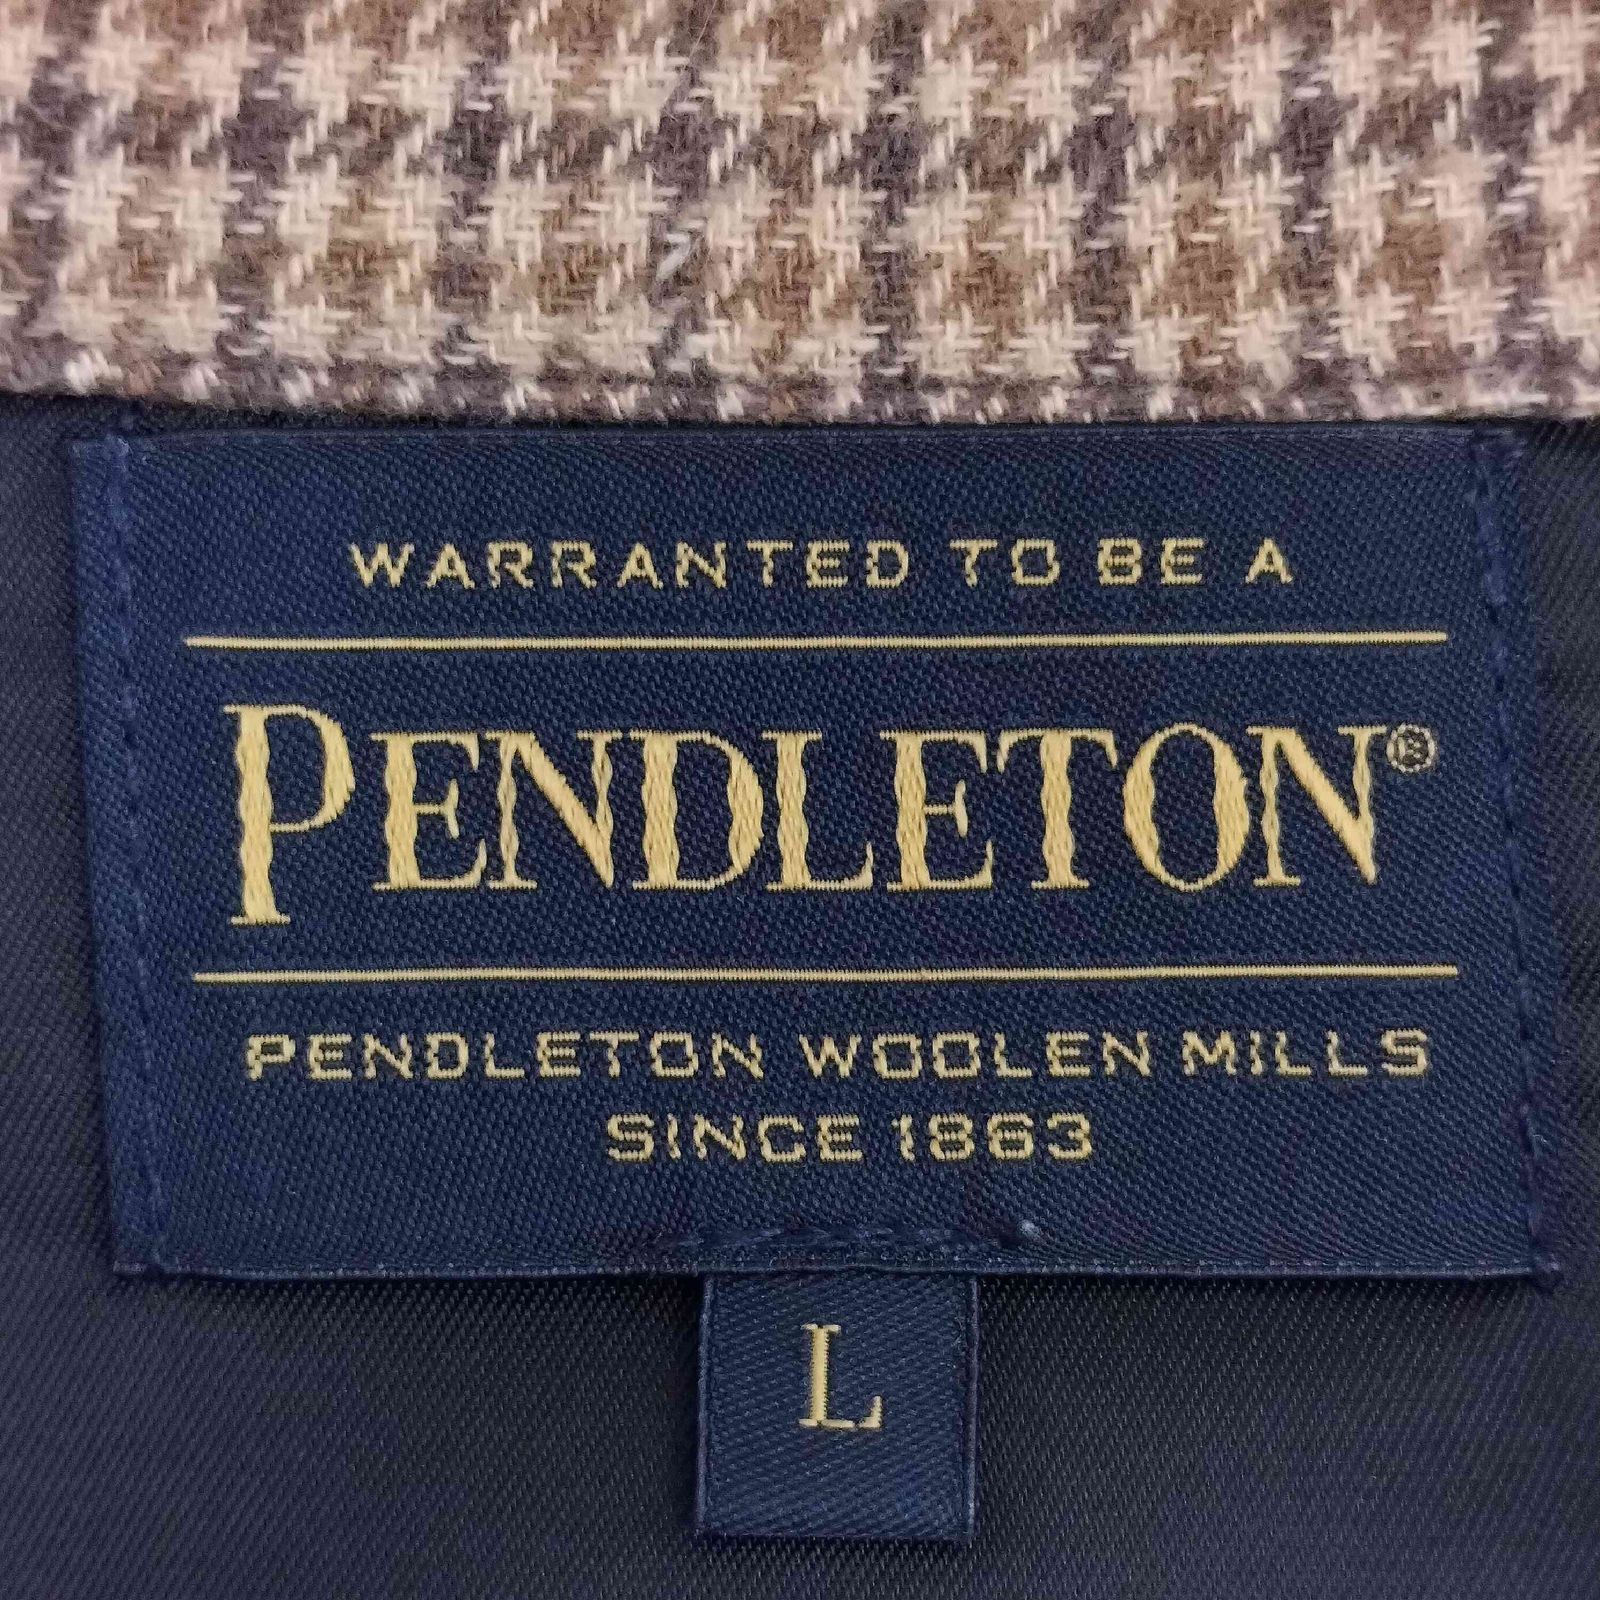 WARRANTED TO BE A
PENDLETON®
PENDLETON WOOLEN MILLS
SINCE 1863
L